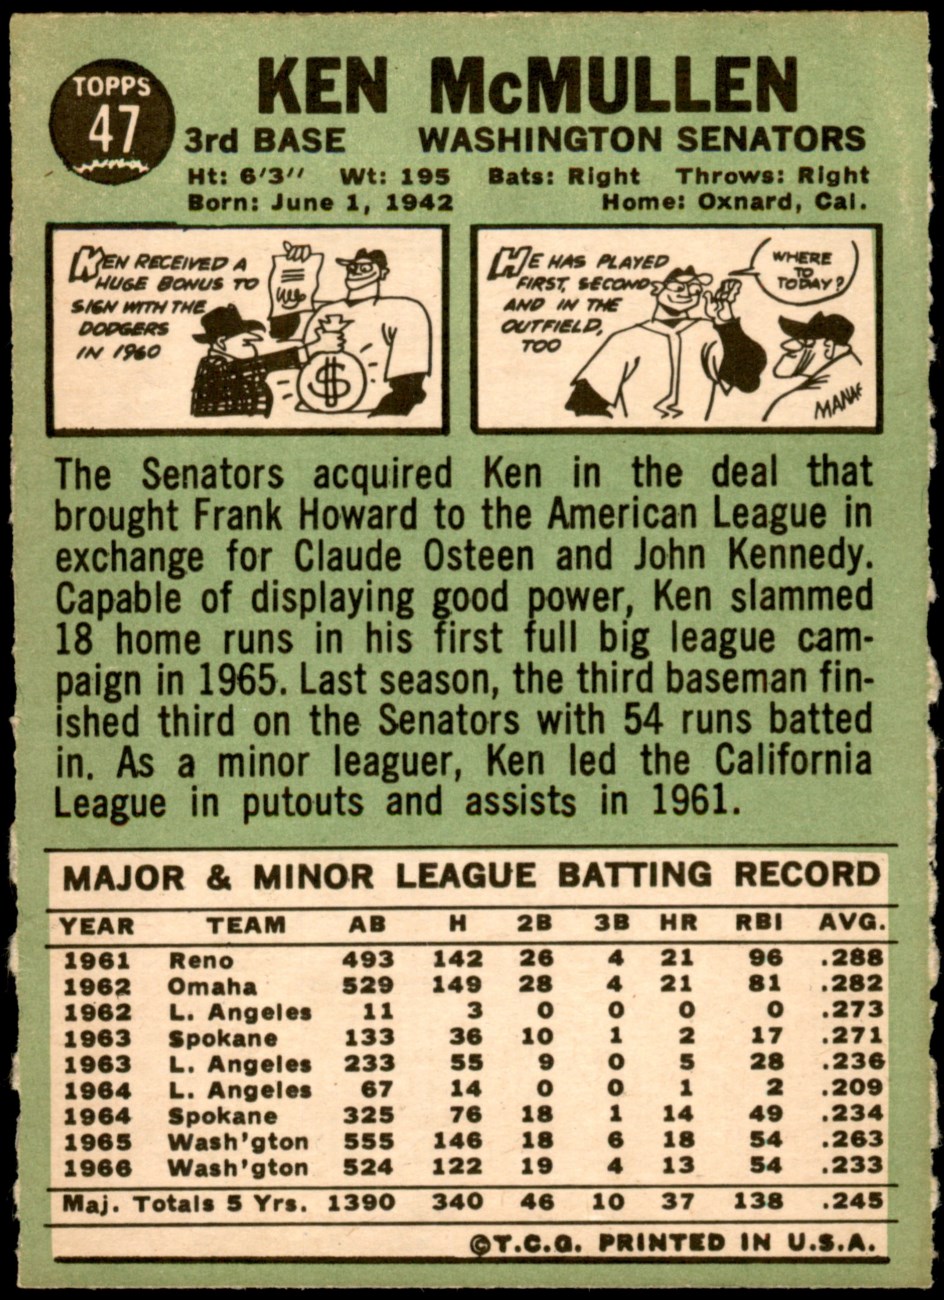 TOPPS
47
KEN McMULLEN
3rd BASE WASHINGTON SENATORS
Ht: 6'3'' Wt: 195 Bats: Right Throws: Right
Born: June 1, 1942 Home: Oxnard, Cal.
KEN RECEIVED A
HUGE BONUS TO
SIGN WITH THE
DODGERS
IN 1960
$
HE HAS PLAYED
FIRST, SECOND
AND IN THE
OUTFIELD,
TOO
WHERE
TO
TODAY?
The Senators acquired Ken in the deal that
brought Frank Howard to the American League in
exchange for Claude Osteen and John Kennedy.
Capable of displaying good power, Ken slammed
18 home runs in his first full big league cam-
paign in 1965. Last season, the third baseman fin-
ished third on the Senators with 54 runs batted
in. As a minor leaguer, Ken led the California
League in putouts and assists in 1961.
MAJOR & MINOR LEAGUE BATTING RECORD
YEAR TEAM AB H 2B 3B HR RBI AVG.
1961 Reno 493 142 26 4 21 96 .288
1962 Omaha 529 149 28 4 21 81 .282
1962 L. Angeles 11 3 0 0 0 0 .273
1963 Spokane 133 36 10 1 2 17 .271
1963 L. Angeles 233 55 9 0 5 28 .236
1964 L. Angeles 67 14 0 0 1 2 .209
1964 Spokane 325 76 18 1 14 49 .234
1965 Wash'gton 555 146 18 6 18 54 .263
1966 Wash'gton 524 122 19 4 13 54 .233
Maj. Totals 5 Yrs. 1390 340 46 10 37 138 .245
©T.C.G. PRINTED IN U.S.A.